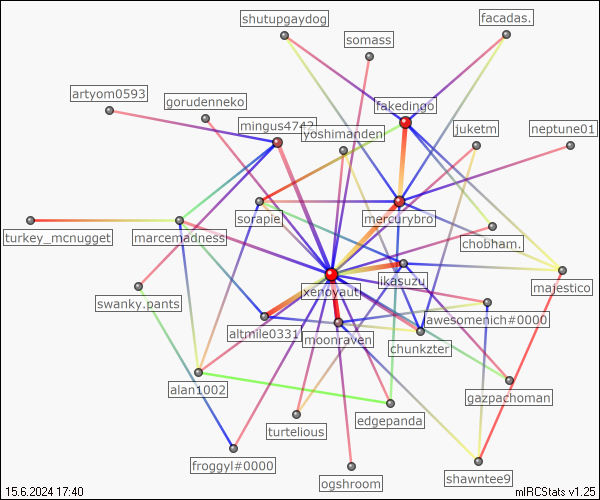 shutupgaydog
facadas.
somass
artyom0593
gorudenneko
fakedingo
mingus4742
yoshimanden
juketm
neptune01
sorapie
mercurybro
turkey_mcnugget
marcemadness
chobham.
xenoyaut
ikasuzu
majestico
swanky.pants
altmile0331
moonraven
awesomenich#0000
chunkzter
alan1002
gazpachoman
edgepanda
turtelious
froggyl#0000
ogshroom
shawntee9
15.6.2024 17:40
mIRCStats v1.25